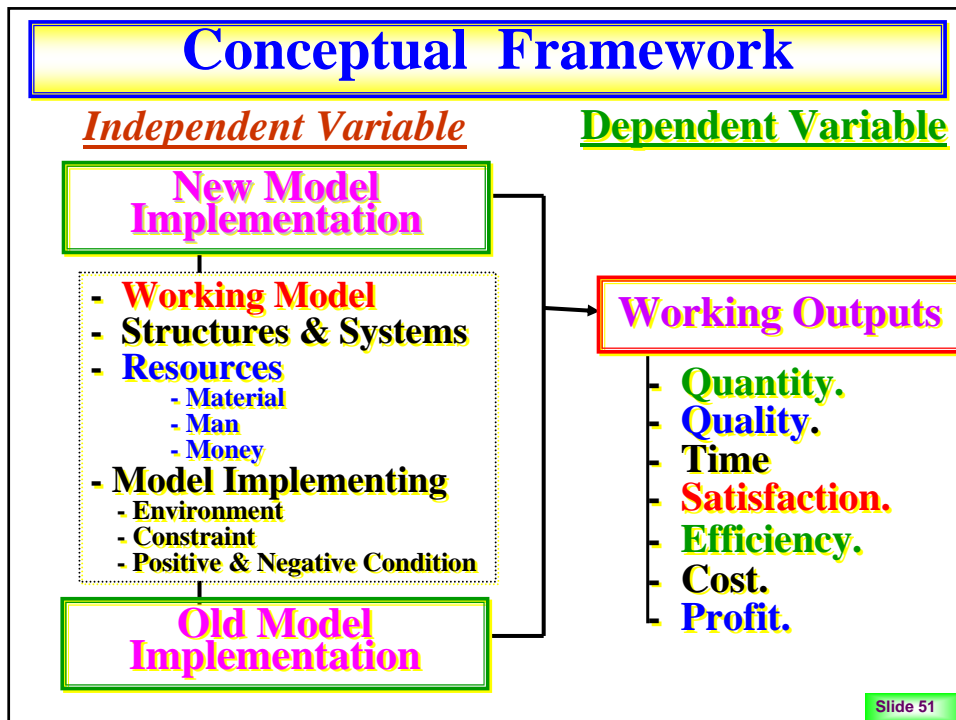 Conceptual Framework
Independent Variable
Dependent Variable
New Model
Implementation
- Working Model
- Structures & Systems
- Resources
- Material
- Man
- Money
- Model Implementing
- Environment
- Constraint
- Positive & Negative Condition
Old Model
Implementation
Working Outputs
- Quantity.
- Quality.
- Time
- Satisfaction.
- Efficiency.
- Cost.
- Profit.
Slide 51